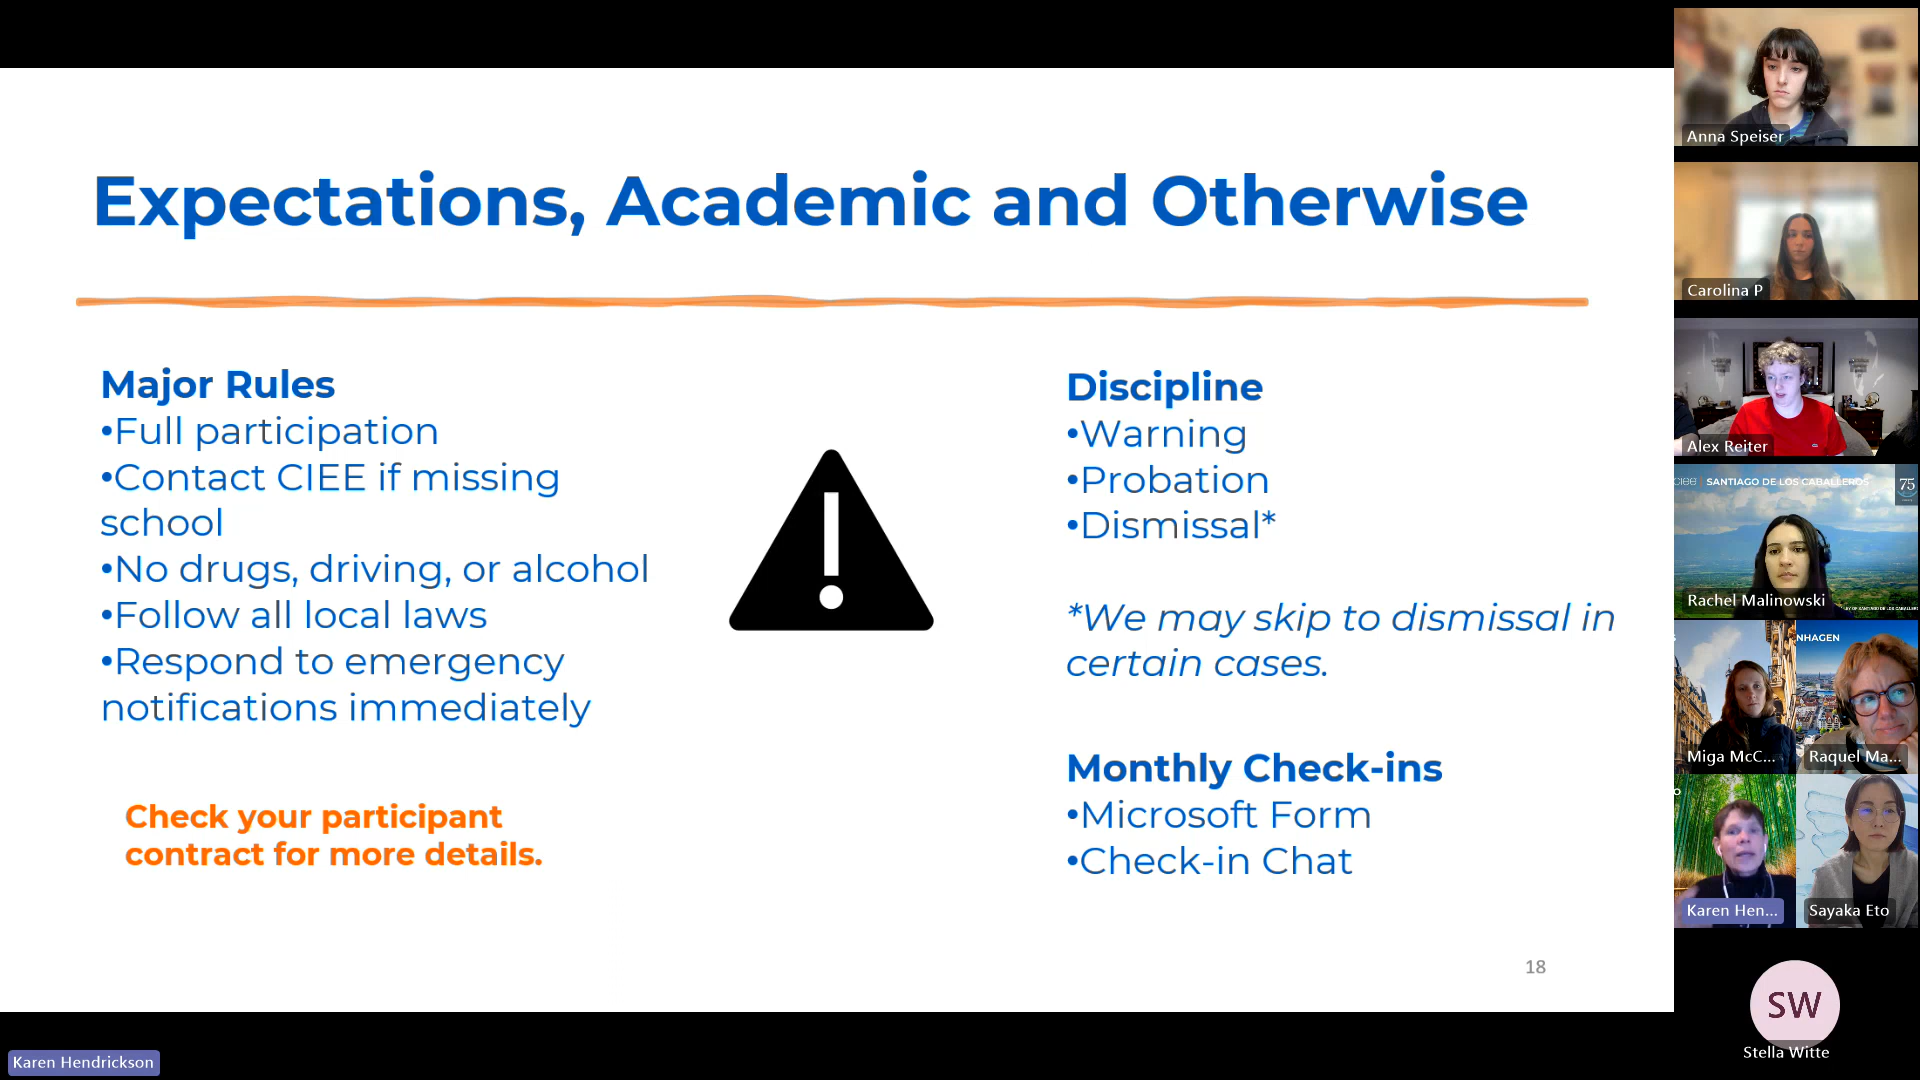 Expectations, Academic and Otherwise
Major Rules
•Full participation
•Contact CIEE if missing
school
•No drugs, driving, or alcohol
•Follow all local laws
•Respond to emergency
notifications immediately
Check your participant
contract for more details.
Discipline
•Warning
•Probation
•Dismissal*
*We may skip to dismissal in
certain cases.
Monthly Check-ins
•Microsoft Form
•Check-in Chat
18
Karen Hendrickson
Anna Speiser
Carolina P
Alex Reiter
ciee SANTIAGO DE LOS CABALLEROS
75
Rachel Malinowski
NHAGEN
Miga McC...
Raquel Ma...
Karen Hen...
Sayaka Eto
SW
Stella Witte